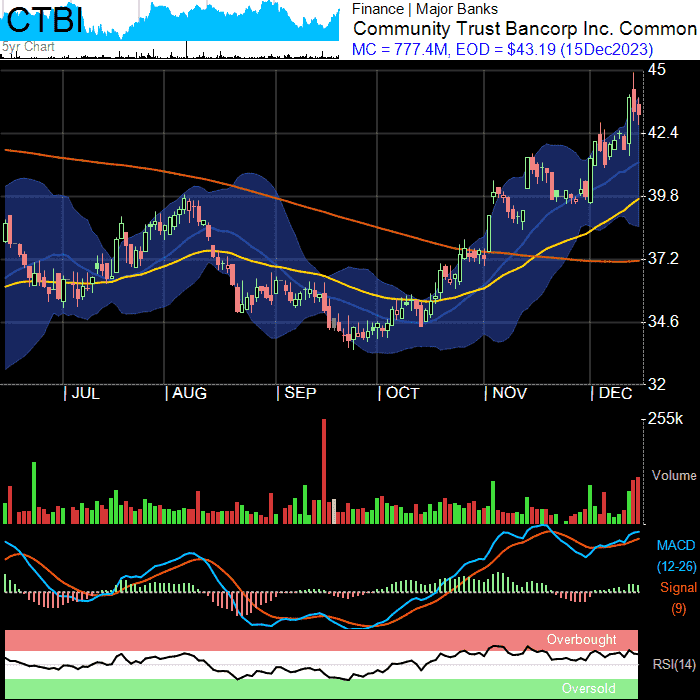 CTBI
5yr Chart
Finance | Major Banks
Community Trust Bancorp Inc. Common
MC = 777.4M, EOD = $43.19 (15Dec2023)
45
42.4
39.8
37.2
34.6
32
| JUL | AUG | SEP | OCT | NOV | DEC
255k
Volume
MACD
(12-26)
Signal
(9)
Overbought
RSI(14)
Oversold